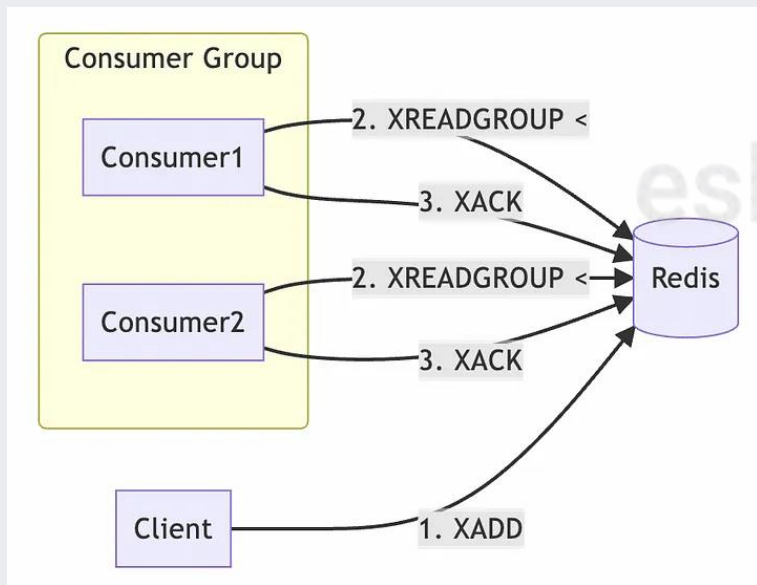 Consumer Group
2. XREADGROUP <
Consumer1
3. XACK
2. XREADGROUP <
Redis
Consumer2
3. XACK
Client
1. XADD